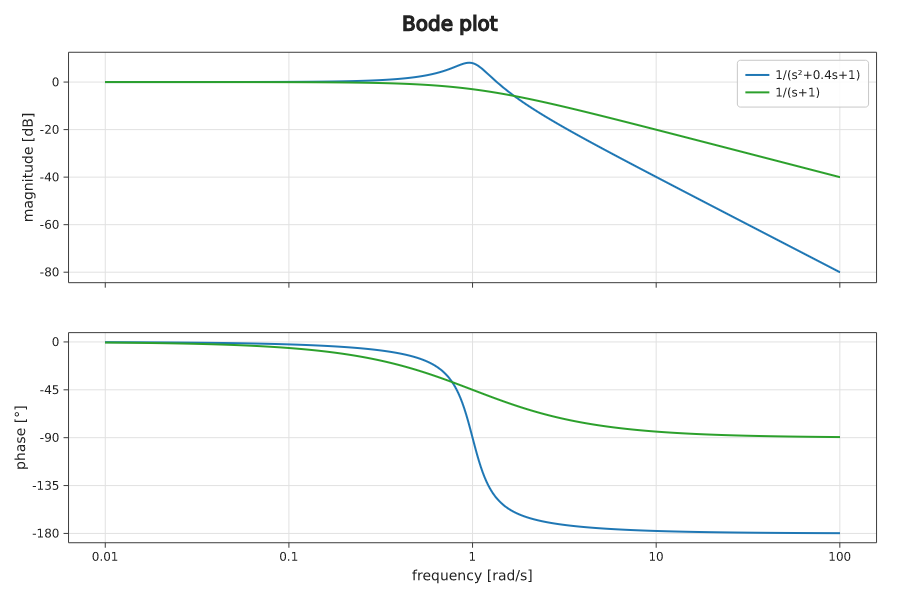 Bode plot
magnitude [dB]
0
-20
-40
-60
-80
1/(s²+0.4s+1)
1/(s+1)
phase [°]
0
-45
-90
-135
-180
0.01 0.1 1 10 100
frequency [rad/s]